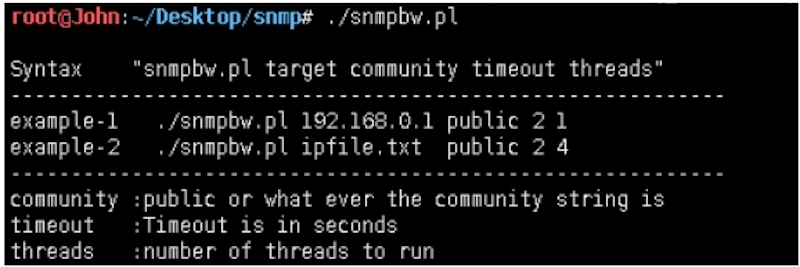 root@John:~/Desktop/snmp# ./snmpbw.pl
Syntax "snmpbw.pl target community timeout threads"
------------------------------------------------------------
example-1 ./snmpbw.pl 192.168.0.1 public 2 1
example-2 ./snmpbw.pl ipfile.txt public 2 4
------------------------------------------------------------
community :public or what ever the community string is
timeout :Timeout is in seconds
threads :number of threads to run